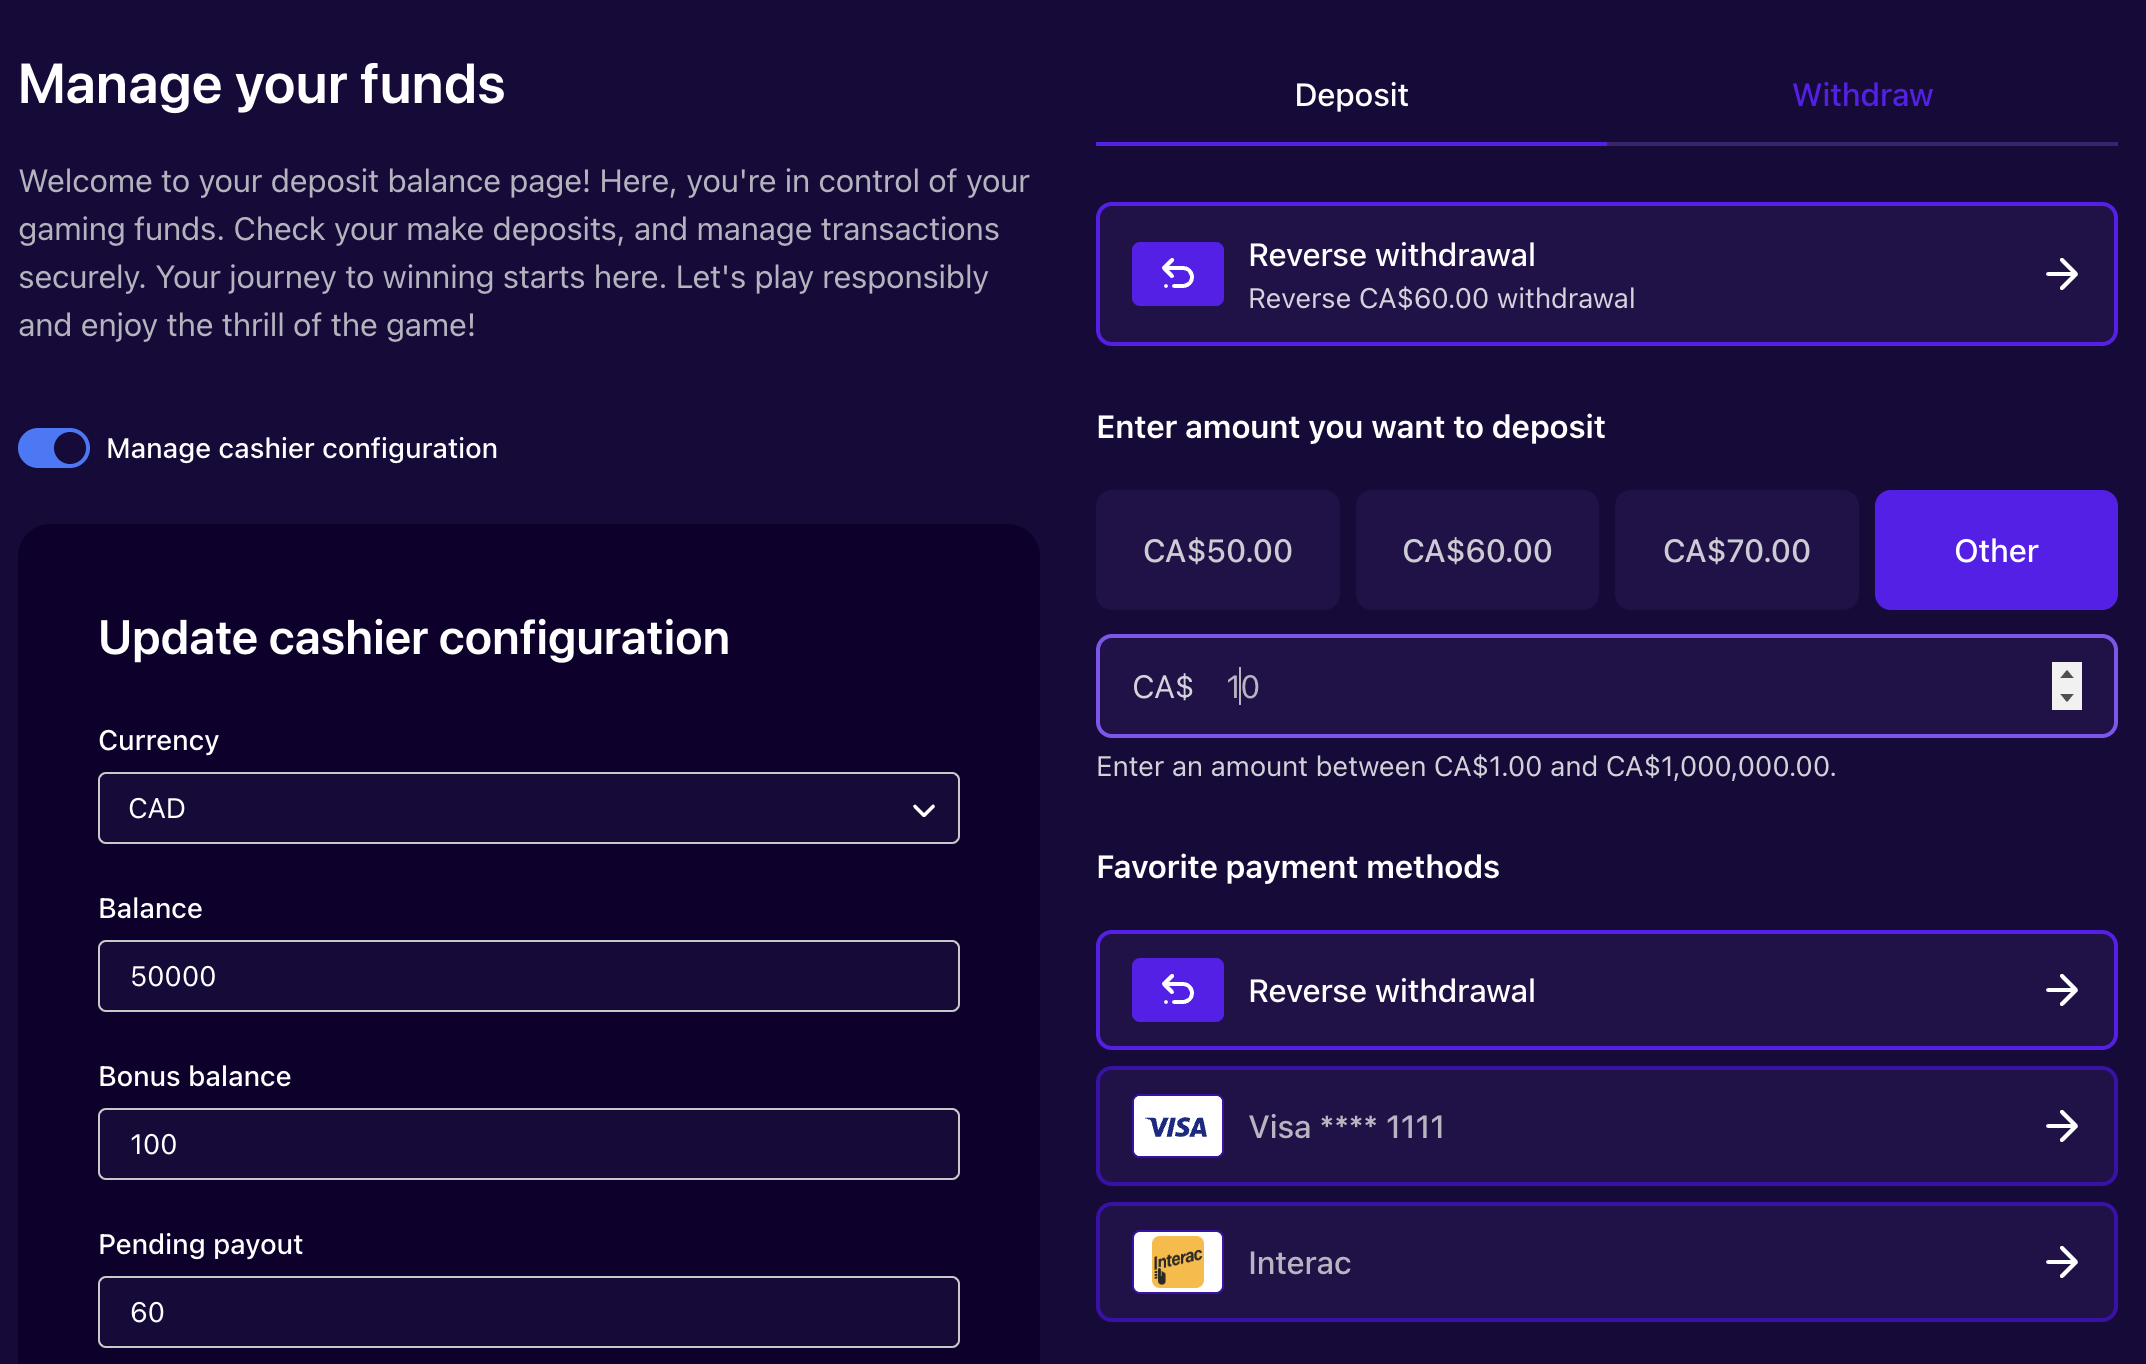 Manage your funds
Welcome to your deposit balance page! Here, you're in control of your
gaming funds. Check your make deposits, and manage transactions
securely. Your journey to winning starts here. Let's play responsibly
and enjoy the thrill of the game!
Manage cashier configuration
Update cashier configuration
Currency
CAD
Balance
50000
Bonus balance
100
Pending payout
60
Deposit
Withdraw
Reverse withdrawal
Reverse CA$60.00 withdrawal
Enter amount you want to deposit
CA$50.00
CA$60.00
CA$70.00
Other
CA$ 10
Enter an amount between CA$1.00 and CA$1,000,000.00.
Favorite payment methods
Reverse withdrawal
VISA
Visa **** 1111
Interac
Interac